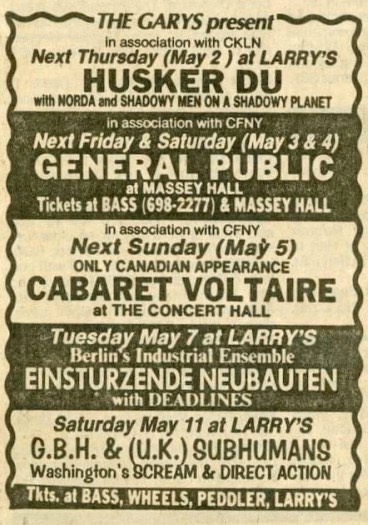 THE GARYS present
in association with CKLN
Next Thursday (May 2 ) at LARRY'S
HUSKER DU
with NORDA and SHADOWY MEN ON A SHADOWY PLANET
in association with CFNY
Next Friday & Saturday (May 3 & 4)
GENERAL PUBLIC
at MASSEY HALL
Tickets at BASS (698-2277) & MASSEY HALL
in association with CFNY
Next Sunday (May 5)
ONLY CANADIAN APPEARANCE
CABARET VOLTAIRE
at THE CONCERT HALL
Tuesday May 7 at LARRY'S
Berlin's Industrial Ensemble
EINSTURZENDE NEUBAUTEN
with DEADLINES
Saturday May 11 at LARRY'S
G.B.H. & (U.K.) SUBHUMANS
Washington's SCREAM & DIRECT ACTION
Tkts. at BASS, WHEELS, PEDDLER, LARRY'S